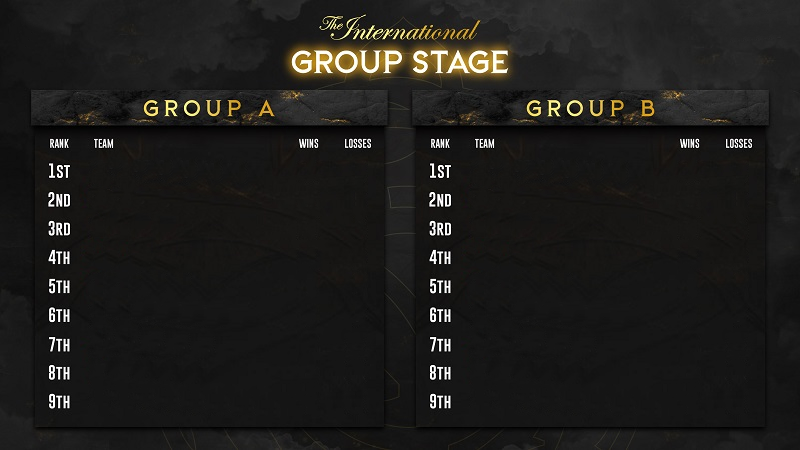 The International
GROUP STAGE
GROUP A
RANK TEAM WINS LOSSES
1ST
2ND
3RD
4TH
5TH
6TH
7TH
8TH
9TH
GROUP B
RANK TEAM WINS LOSSES
1ST
2ND
3RD
4TH
5TH
6TH
7TH
8TH
9TH